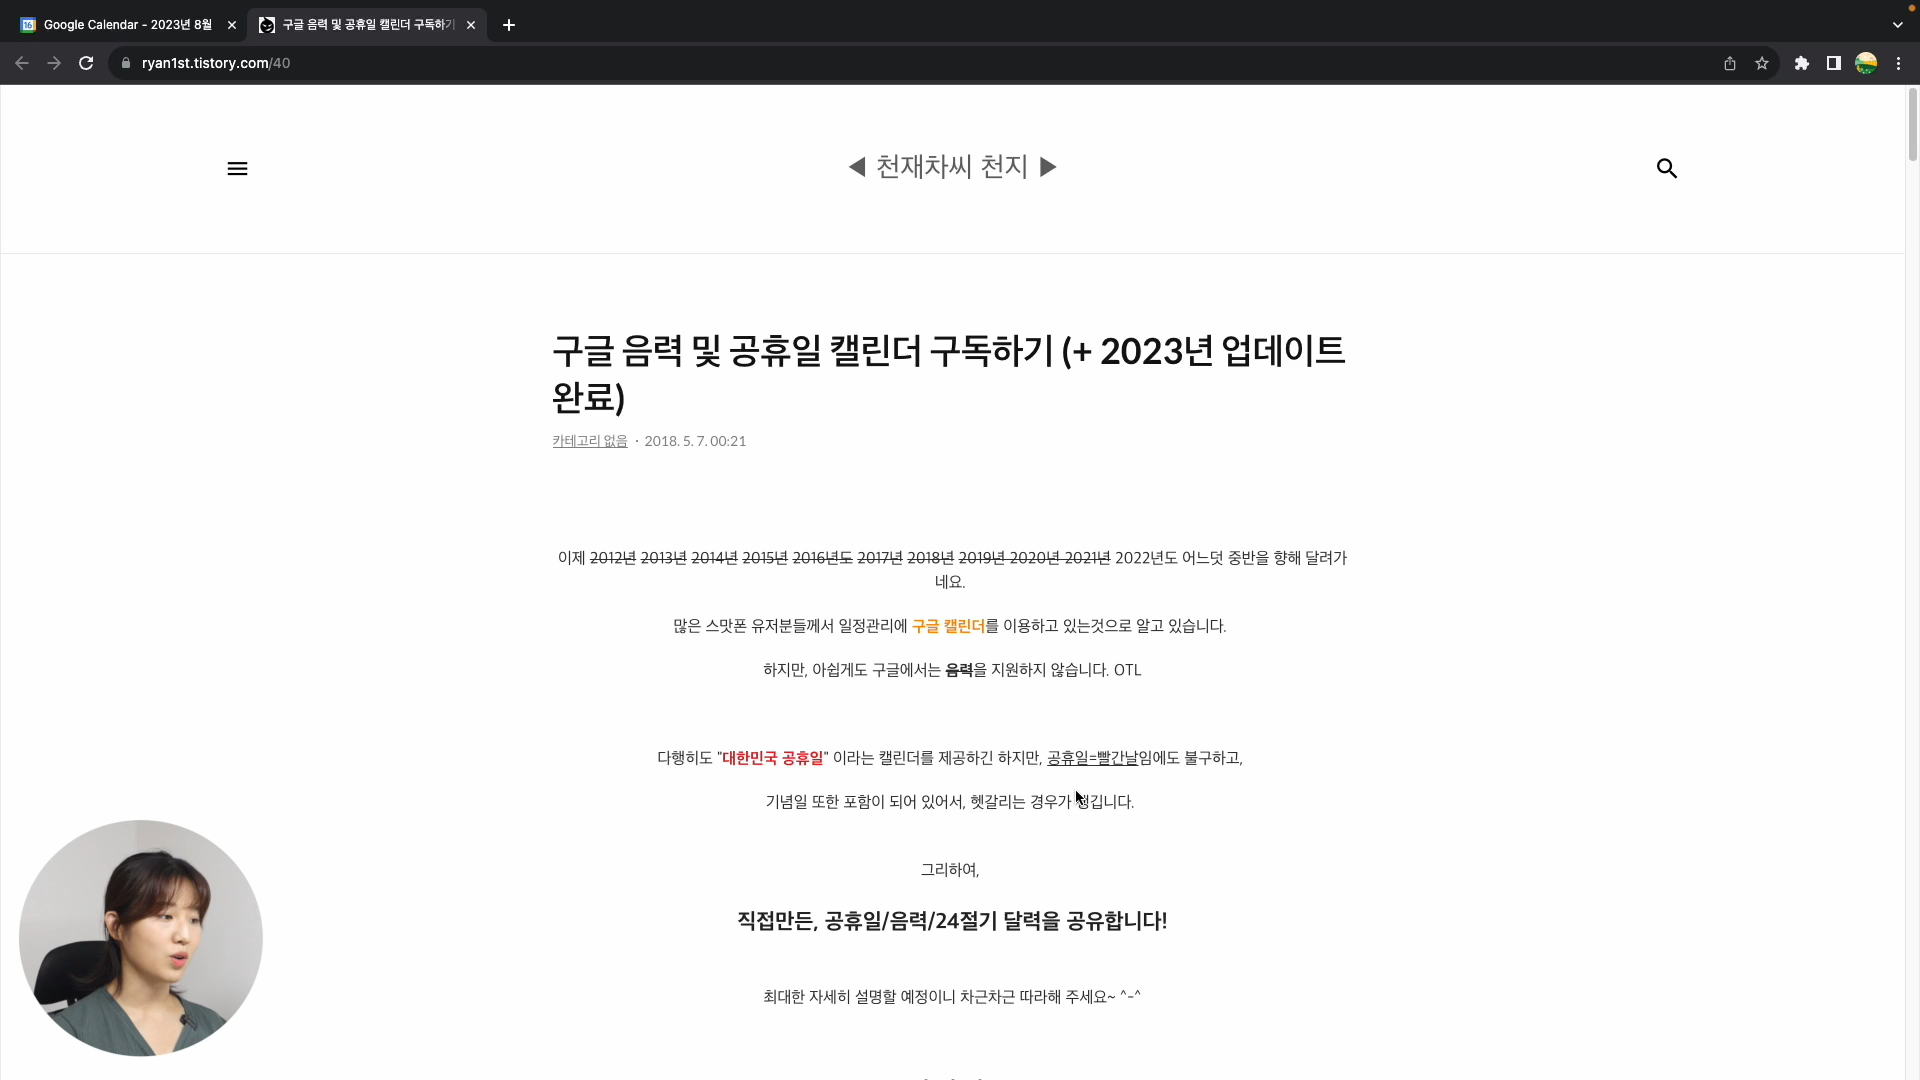 Google Calendar - 2023년 8월
구글 음력 및 공휴일 캘린더 구독하기
ryan1st.tistory.com/40
◀ 천재차씨 천지 ▶
구글 음력 및 공휴일 캘린더 구독하기 (+ 2023년 업데이트
완료)
카테고리 없음 · 2018. 5. 7. 00:21
이제 2012년 2013년 2014년 2015년 2016년도 2017년 2018년 2019년 2020년 2021년 2022년도 어느덧 중반을 향해 달려가
네요.
많은 스맛폰 유저분들께서 일정관리에 구글 캘린더를 이용하고 있는것으로 알고 있습니다.
하지만, 아쉽게도 구글에서는 음력을 지원하지 않습니다. OTL
다행히도 "대한민국 공휴일" 이라는 캘린더를 제공하긴 하지만, 공휴일=빨간날임에도 불구하고,
기념일 또한 포함이 되어 있어서, 헷갈리는 경우가 생깁니다.
그리하여,
직접만든, 공휴일/음력/24절기 달력을 공유합니다!
최대한 자세히 설명할 예정이니 차근차근 따라해 주세요~ ^-^